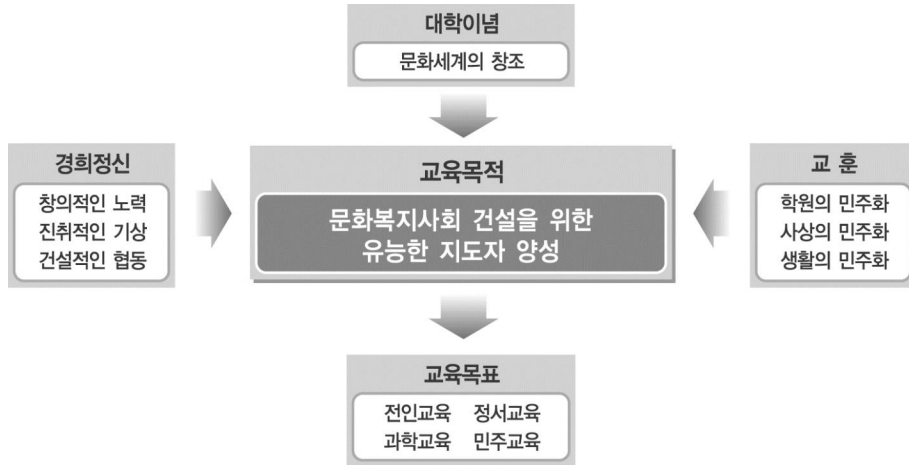 대학이념
문화세계의 창조
경희정신
창의적인 노력
진취적인 기상
건설적인 협동
교육목적
문화복지사회 건설을 위한
유능한 지도자 양성
교 훈
학원의 민주화
사상의 민주화
생활의 민주화
교육목표
전인교육 정서교육
과학교육 민주교육